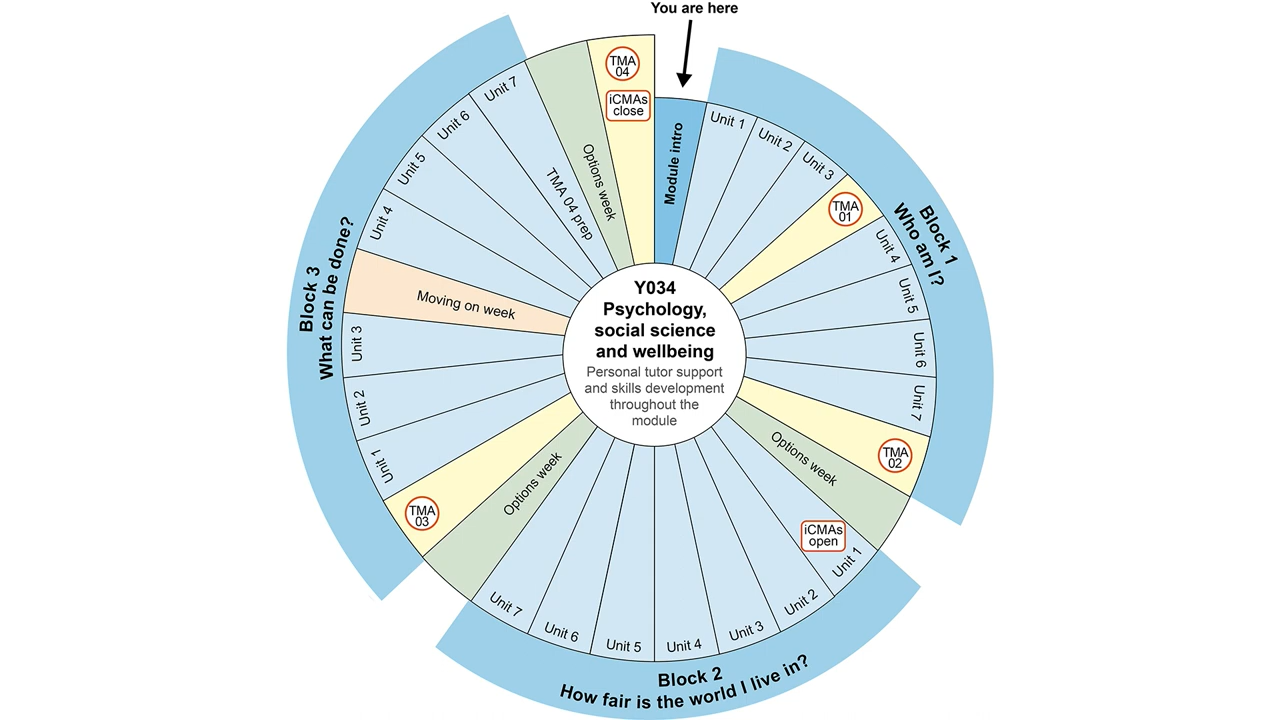 You are here
Module intro
Unit 1
Unit 2
Unit 3
TMA
01
Unit 4
Unit 5
Unit 6
Unit 7
TMA
02
Block 1
Who am I?
Options week
iCMAs
open
Unit 1
Unit 2
Unit 3
Unit 4
Unit 5
Unit 6
Unit 7
Block 2
How fair is the world I live in?
Options week
TMA
03
Unit 1
Unit 2
Unit 3
Moving on week
Unit 4
Unit 5
Unit 6
Unit 7
TMA 04 prep
Block 3
What can be done?
Options week
TMA
04
iCMAs
close
Y034
Psychology,
social science
and wellbeing
Personal tutor support
and skills development
throughout the
module